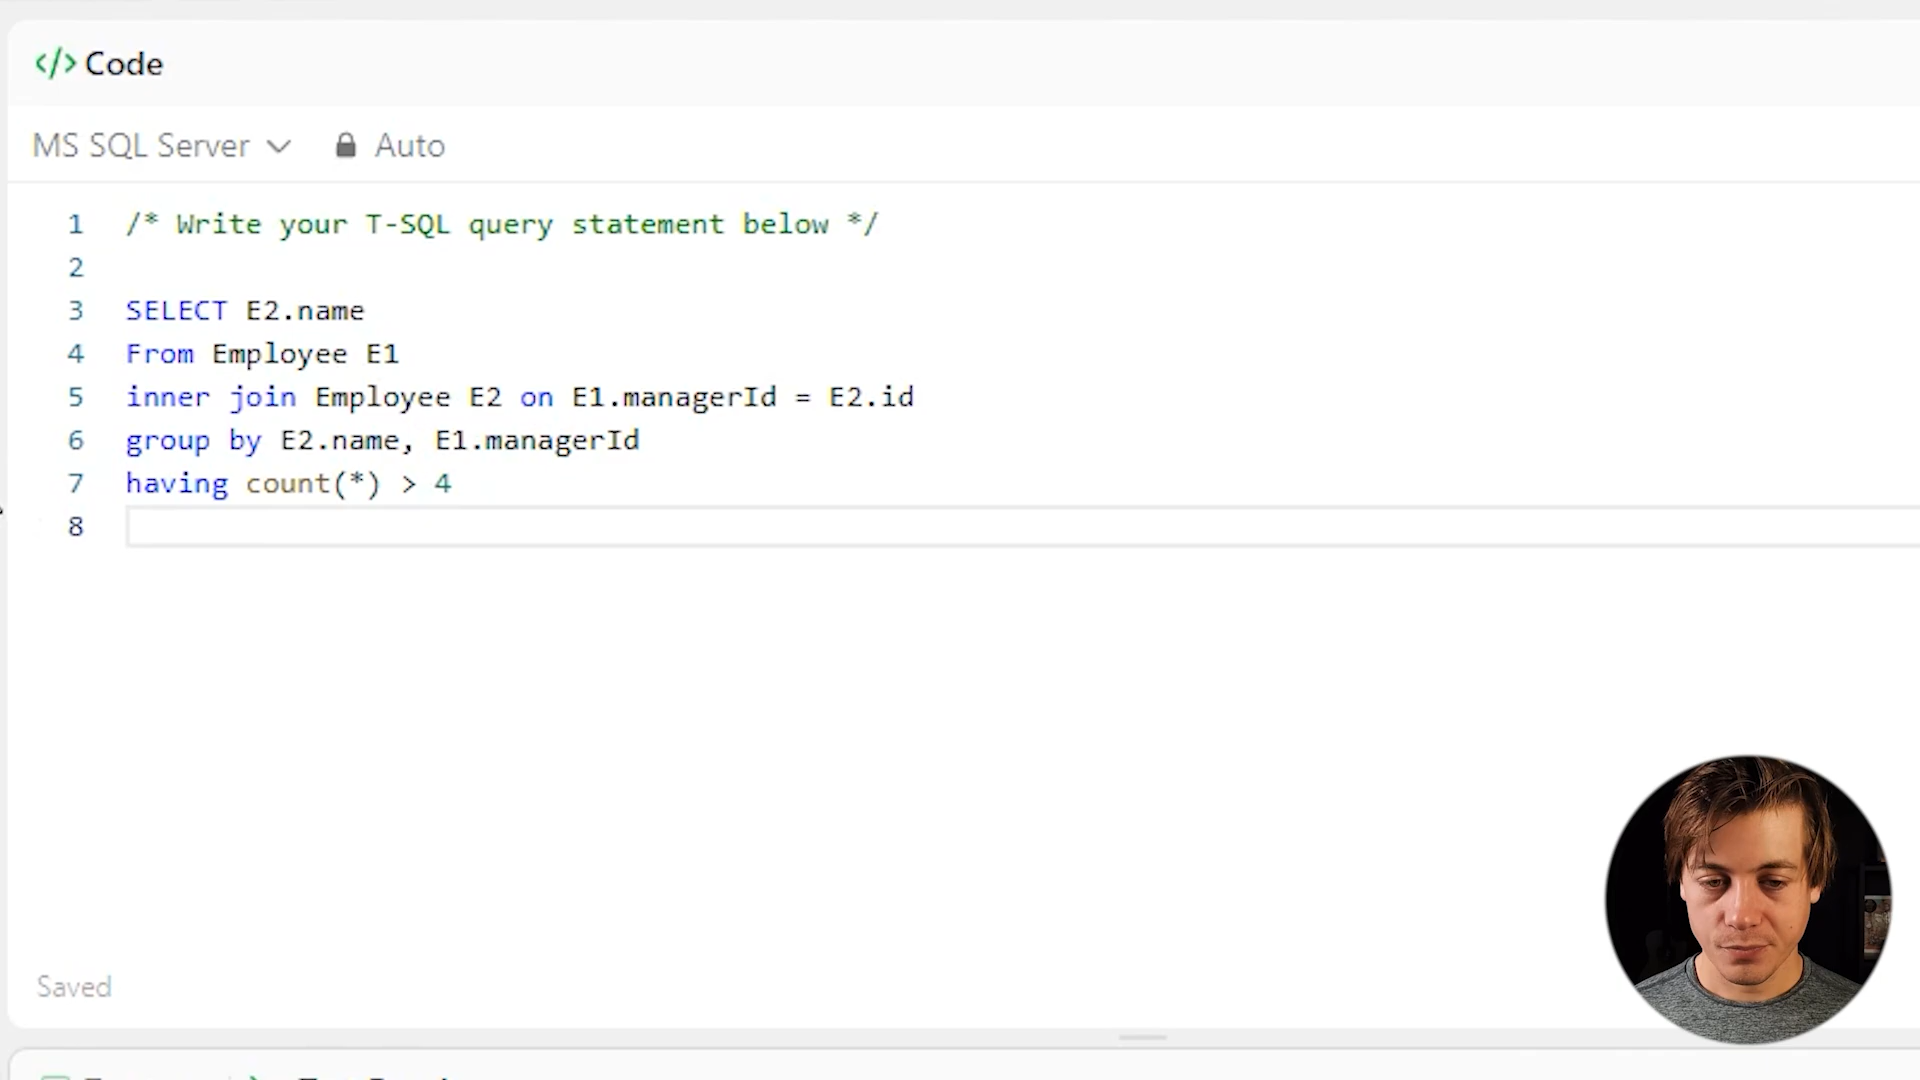 </> Code
MS SQL Server Auto
1 /* Write your T-SQL query statement below */
2
3 SELECT E2.name
4 From Employee E1
5 inner join Employee E2 on E1.managerId = E2.id
6 group by E2.name, E1.managerId
7 having count(*) > 4
8
Saved